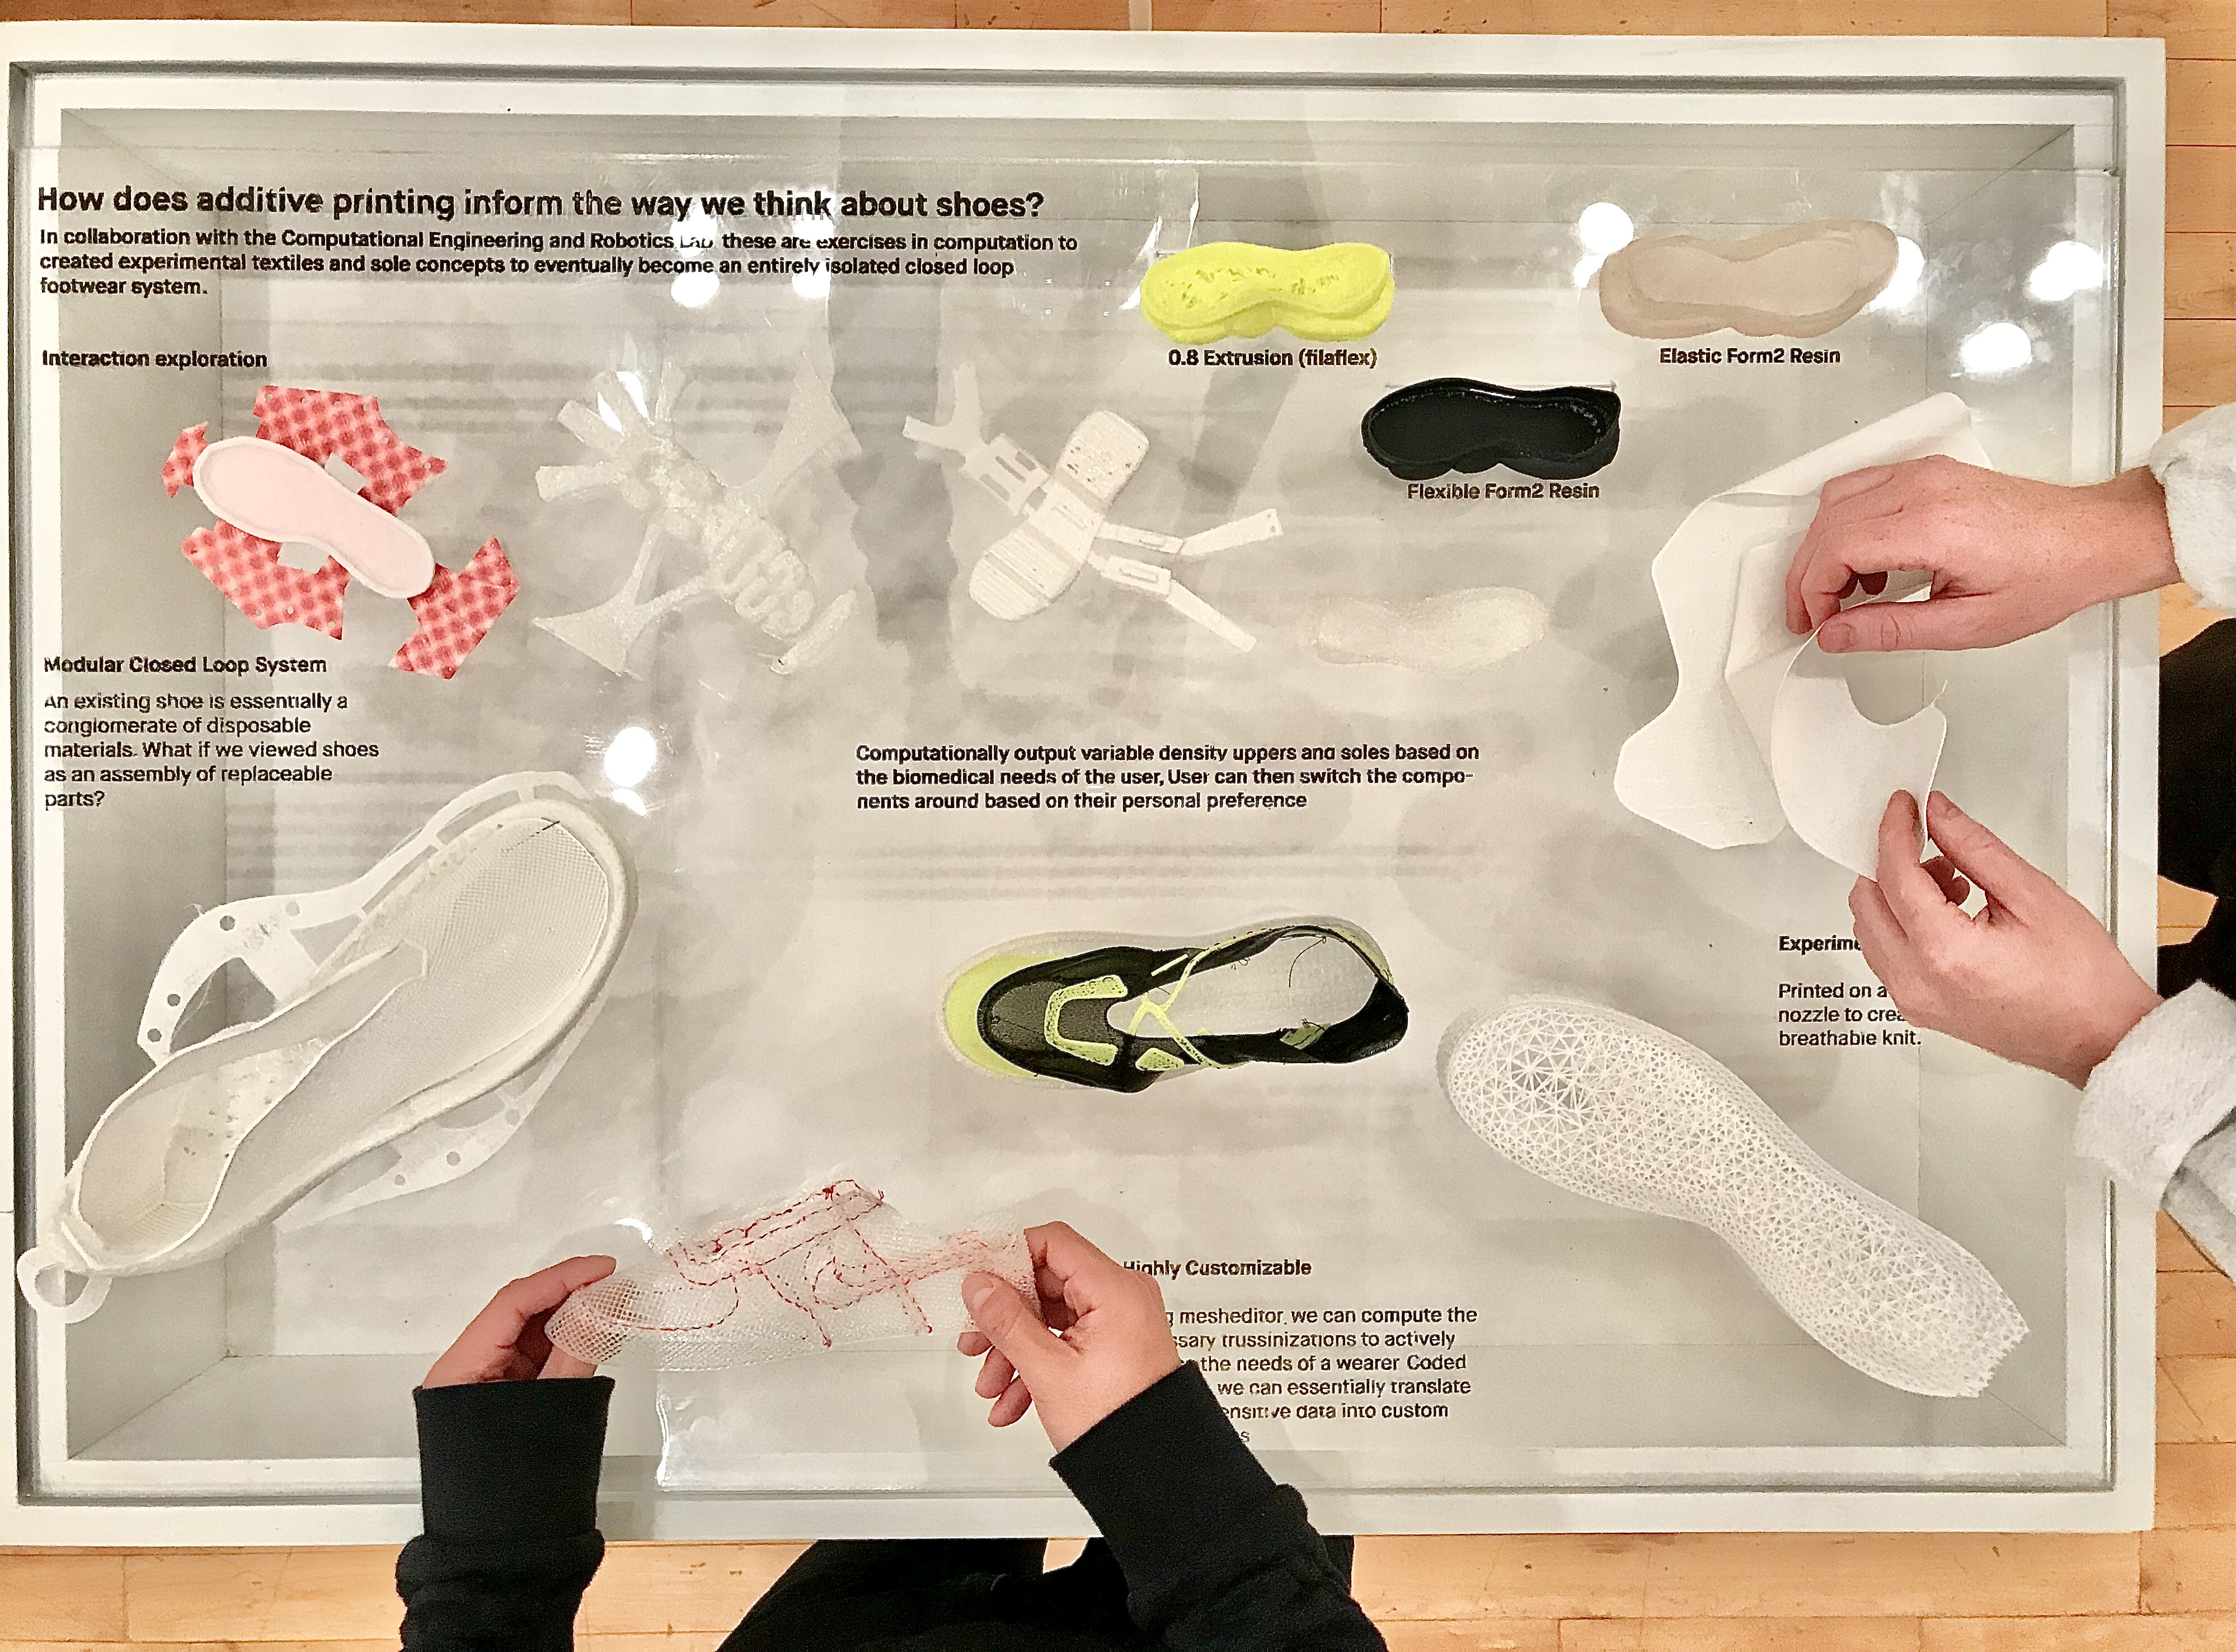 How does additive printing inform the way we think about shoes?
In collaboration with the Computational Engineering and Robotics Lab, these are exercises in computation to
created experimental textiles and sole concepts to eventually become an entirely isolated closed loop
footwear system.
Interaction exploration
0.8 Extrusion (filaflex)
Elastic Form2 Resin
Flexible Form2 Resin
Modular Closed Loop System
An existing shoe is essentially a
conglomerate of disposable
materials. What if we viewed shoes
as an assembly of replaceable
parts?
Computationally output variable density uppers and soles based on
the biomedical needs of the user, User can then switch the compo-
nents around based on their personal preference
Printed on a
nozzle to
breathable knit.
Highly Customizable
mesheditor, we can compute the
trussinizations to actively
the needs of a wearer Coded
we can essentially translate
data into custom